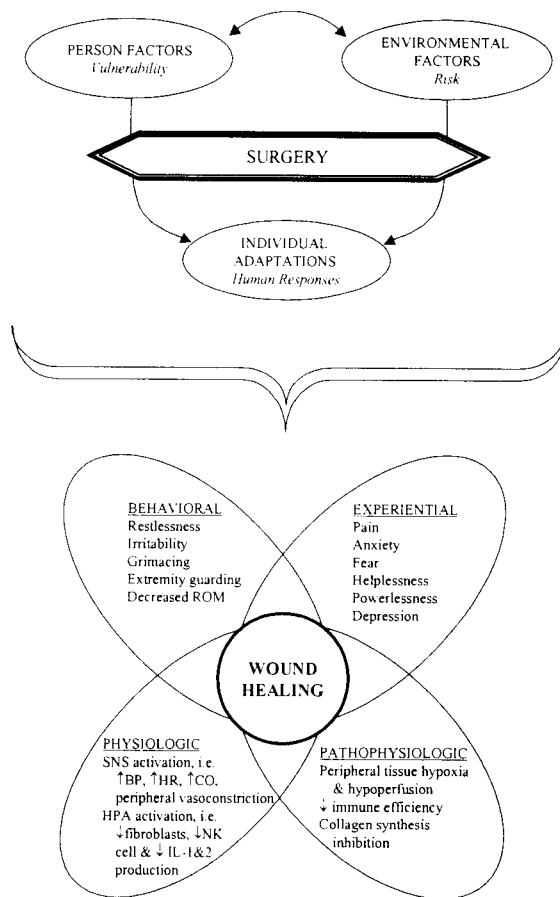 PERSON FACTORS
Vulnerability
ENVIRONMENTAL
FACTORS
Risk
SURGERY
INDIVIDUAL
ADAPTATIONS
Human Responses
BEHAVIORAL
Restlessness
Irritability
Grimacing
Extremity guarding
Decreased ROM
EXPERIENTIAL
Pain
Anxiety
Fear
Helplessness
Powerlessness
Depression
WOUND
HEALING
PHYSIOLOGIC
SNS activation, i.e.
↑BP, ↑HR, ↑CO,
peripheral vasoconstriction
HPA activation, i.e.
↓fibroblasts, ↓NK
cell & ↓ IL-1&2
production
PATHOPHYSIOLOGIC
Peripheral tissue hypoxia
& hypoperfusion
↓ immune efficiency
Collagen synthesis
inhibition